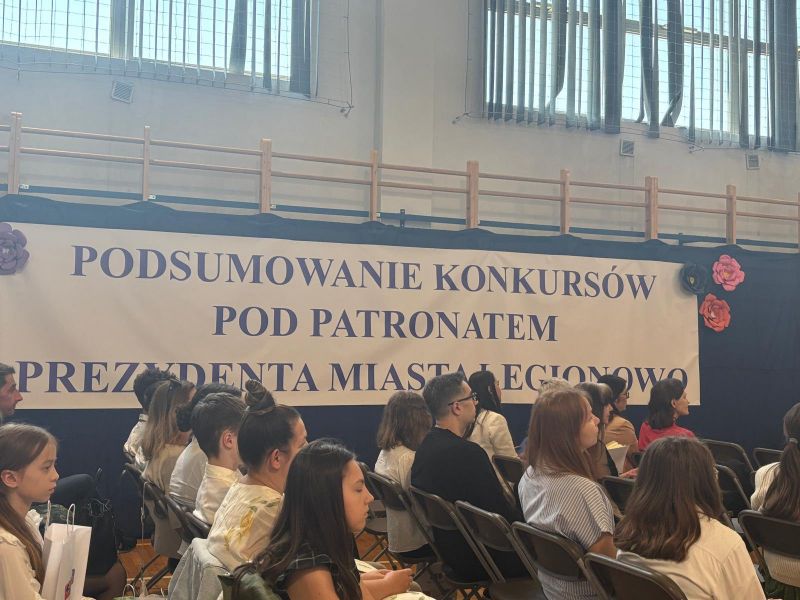 PODSUMOWANIE KONKURSÓW
POD PATRONATEM
PREZYDENTA MIASTA LEGIONOWO